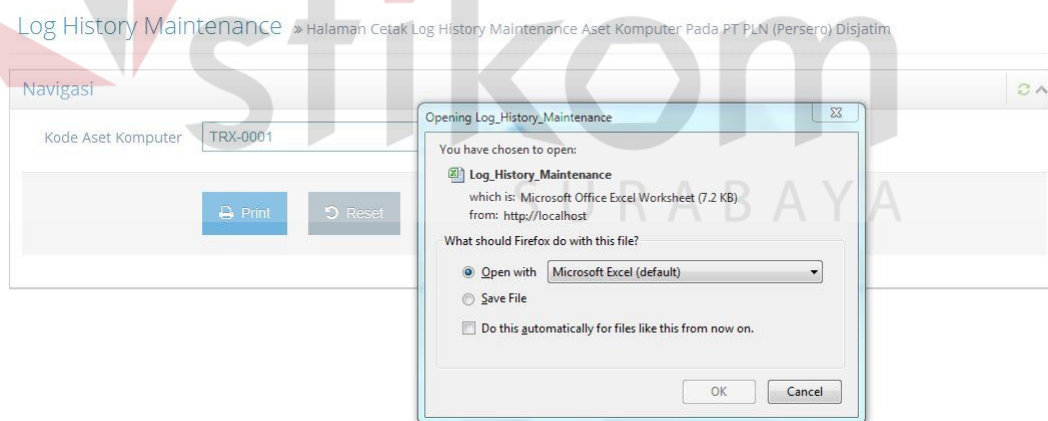 Log History Maintenance » Halaman Cetak Log History Maintenance Aset Komputer Pada PT PLN (Persero) Disjatim
Navigasi
Kode Aset Komputer TRX-0001
Print Reset
Opening Log_History_Maintenance
You have chosen to open:
Log_History_Maintenance
which is: Microsoft Office Excel Worksheet (7.2 KB)
from: http://localhost
What should Firefox do with this file?
Open with Microsoft Excel (default)
Save File
Do this automatically for files like this from now on.
OK Cancel
stikom
SURABAYA